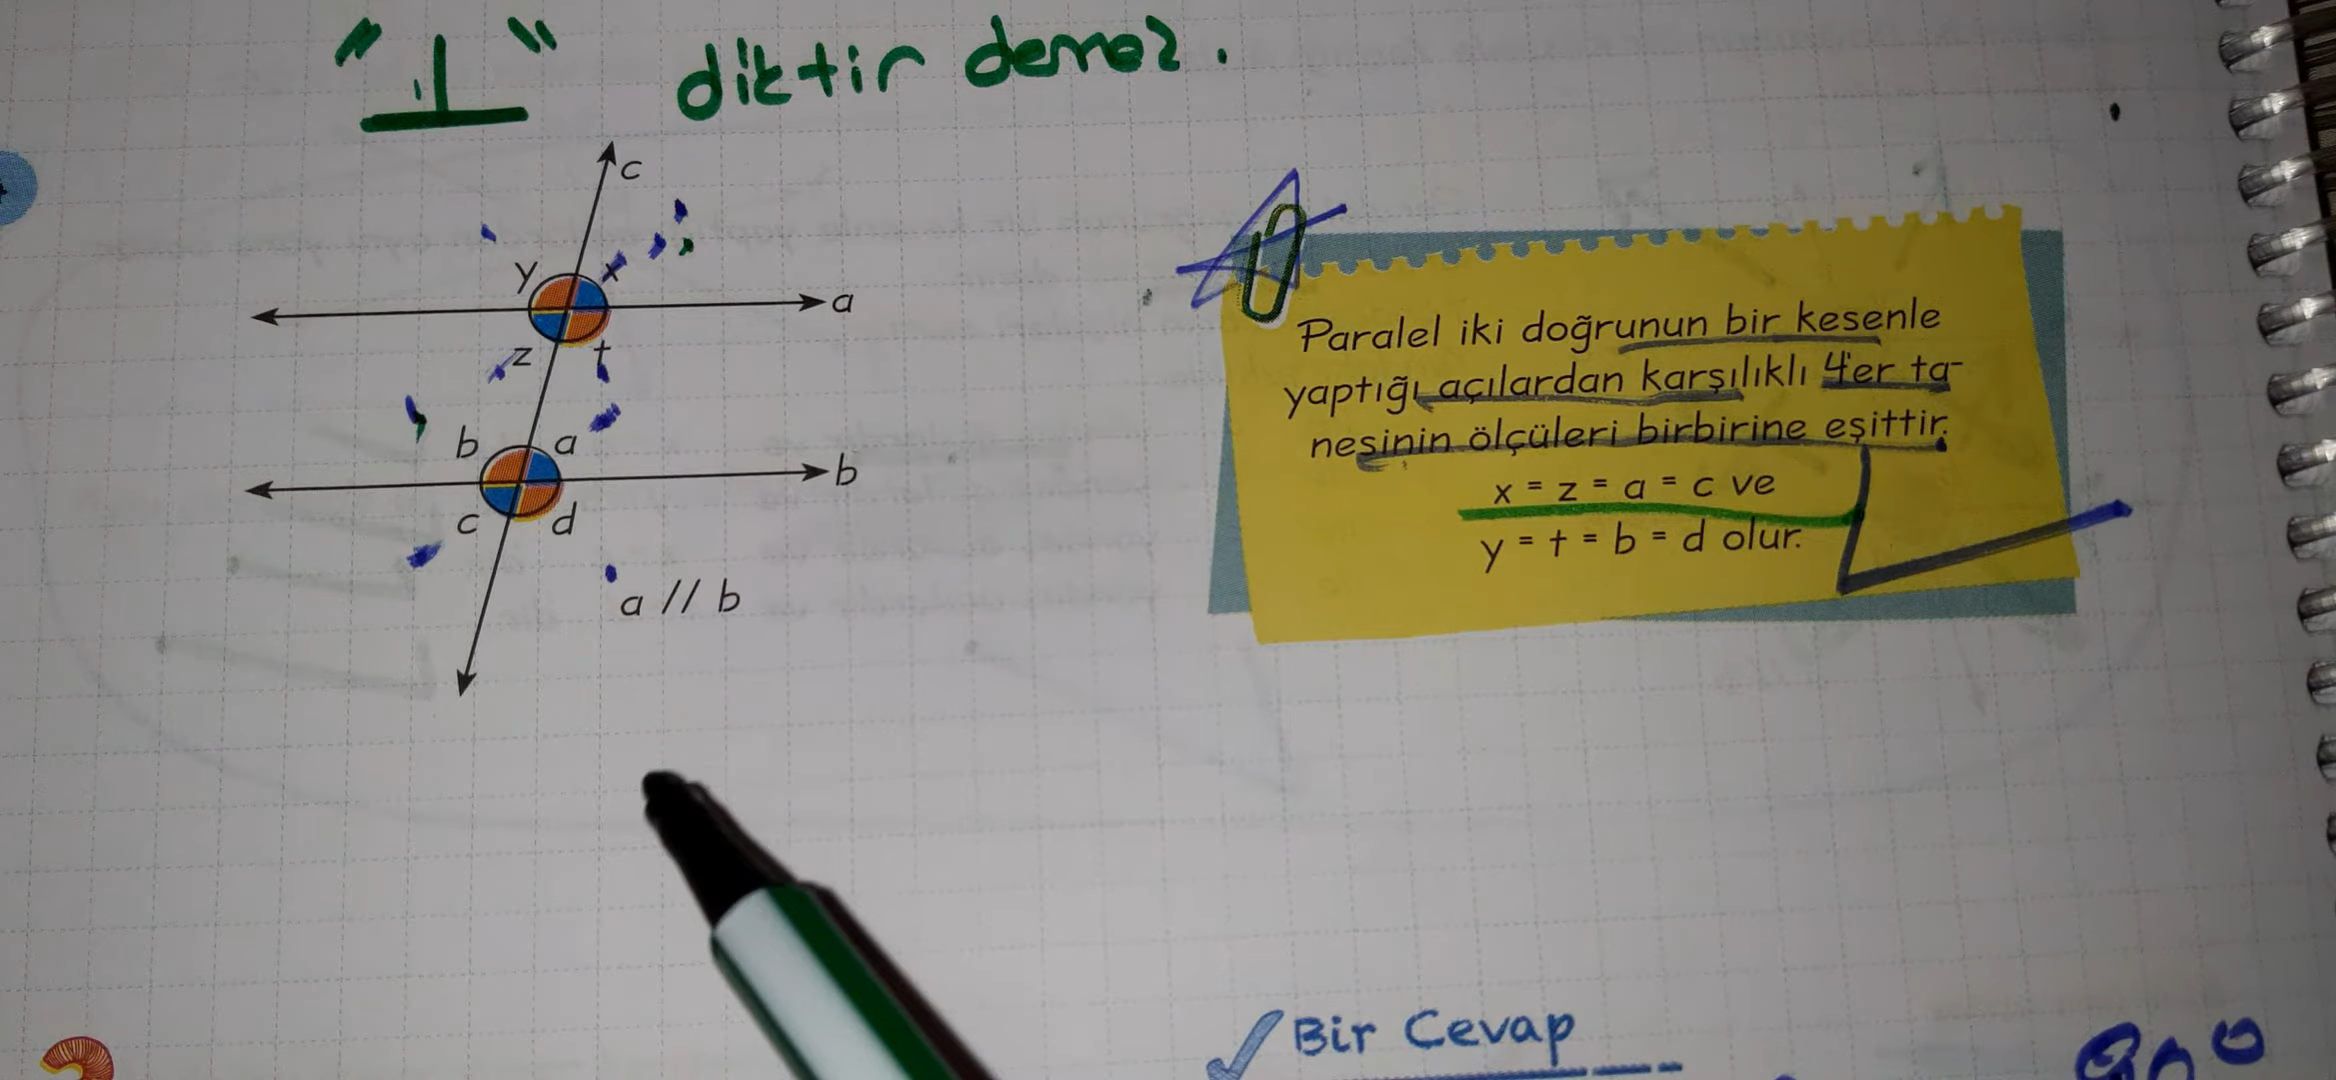 "⊥" diktir demez.
c
y x
a
z t
b a
b
c d
a // b
Paralel iki doğrunun bir kesenle
yaptığı açılardan karşılıklı 4'er ta-
nesinin ölçüleri birbirine eşittir.
x = z = a = c ve
y = t = b = d olur.
Bir Cevap